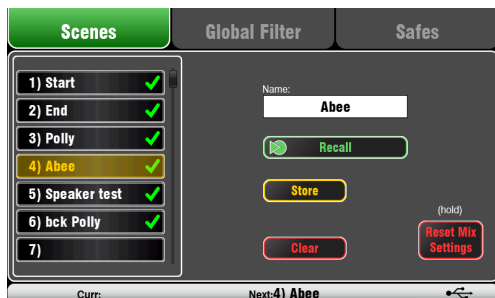 Scenes
Global Filter
Safes
1) Start
2) End
3) Polly
4) Abee
5) Speaker test
6) bck Polly
7)
Name:
Abee
Recall
Store
Clear
(hold)
Reset Mix
Settings
Curr:
Next:4) Abee